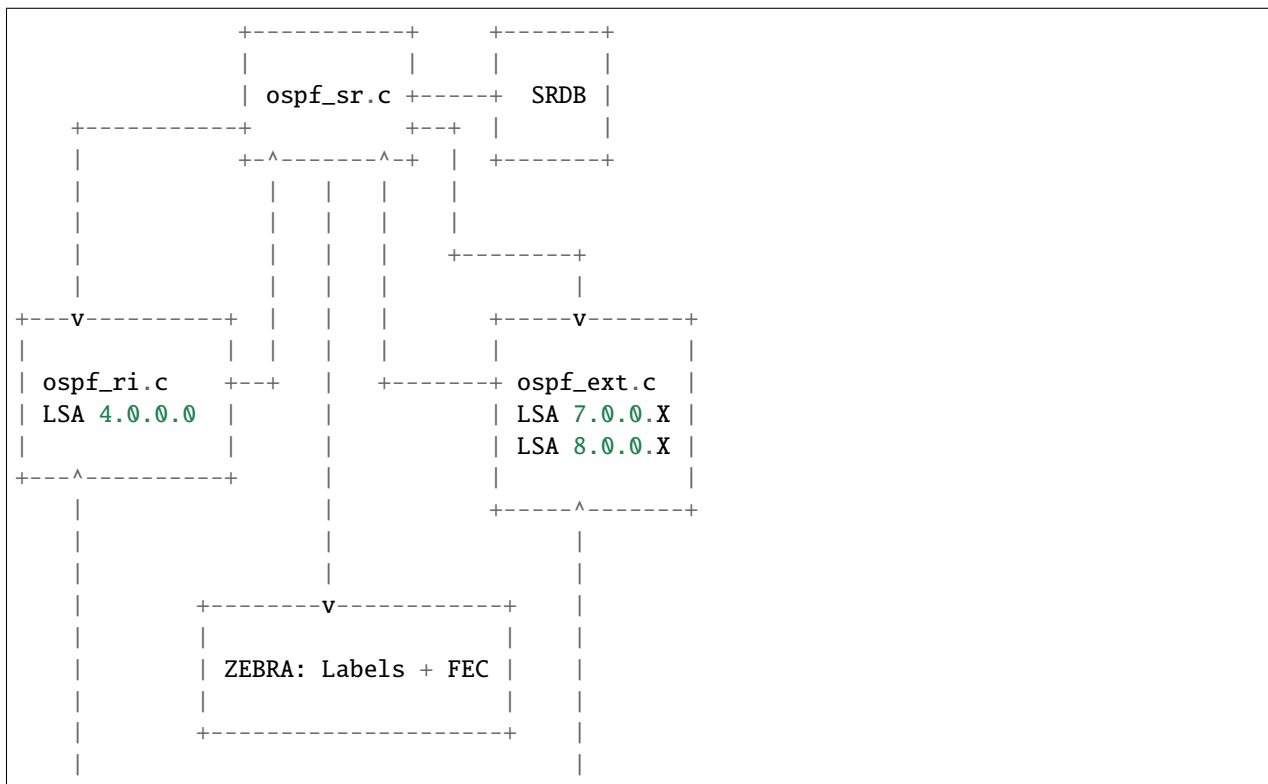 ospf_sr.c
SRDB
ospf_ri.c
LSA 4.0.0.0
ospf_ext.c
LSA 7.0.0.X
LSA 8.0.0.X
ZEBRA: Labels + FEC